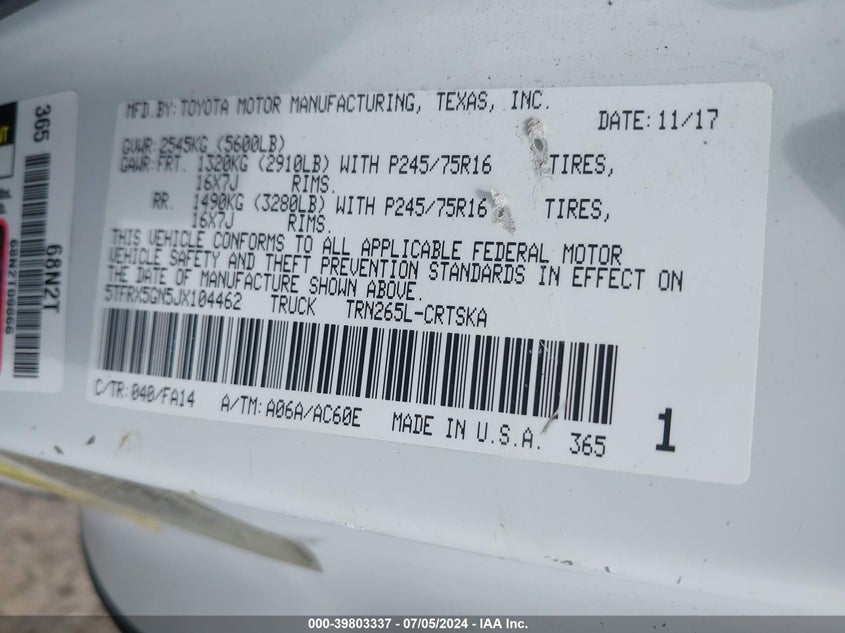 MFD.BY: TOYOTA MOTOR MANUFACTURING, TEXAS, INC.
DATE: 11/17
GVWR: 2545KG (5600LB)
GAWR: FRT. 1320KG (2910LB) WITH P245/75R16 TIRES,
16X7J RIMS.
RR. 1490KG (3280LB) WITH P245/75R16 TIRES,
16X7J RIMS.
THIS VEHICLE CONFORMS TO ALL APPLICABLE FEDERAL MOTOR
VEHICLE SAFETY AND THEFT PREVENTION STANDARDS IN EFFECT ON
THE DATE OF MANUFACTURE SHOWN ABOVE.
5TFRX5GN5JX104462 TRUCK TRN265L-CRTSKA
C/TR: 040/FA14 A/TM: A06A/AC60E MADE IN U.S.A. 365
1
365
68N2T
68N2T09866
000-39803337 - 07/05/2024 - IAA Inc.